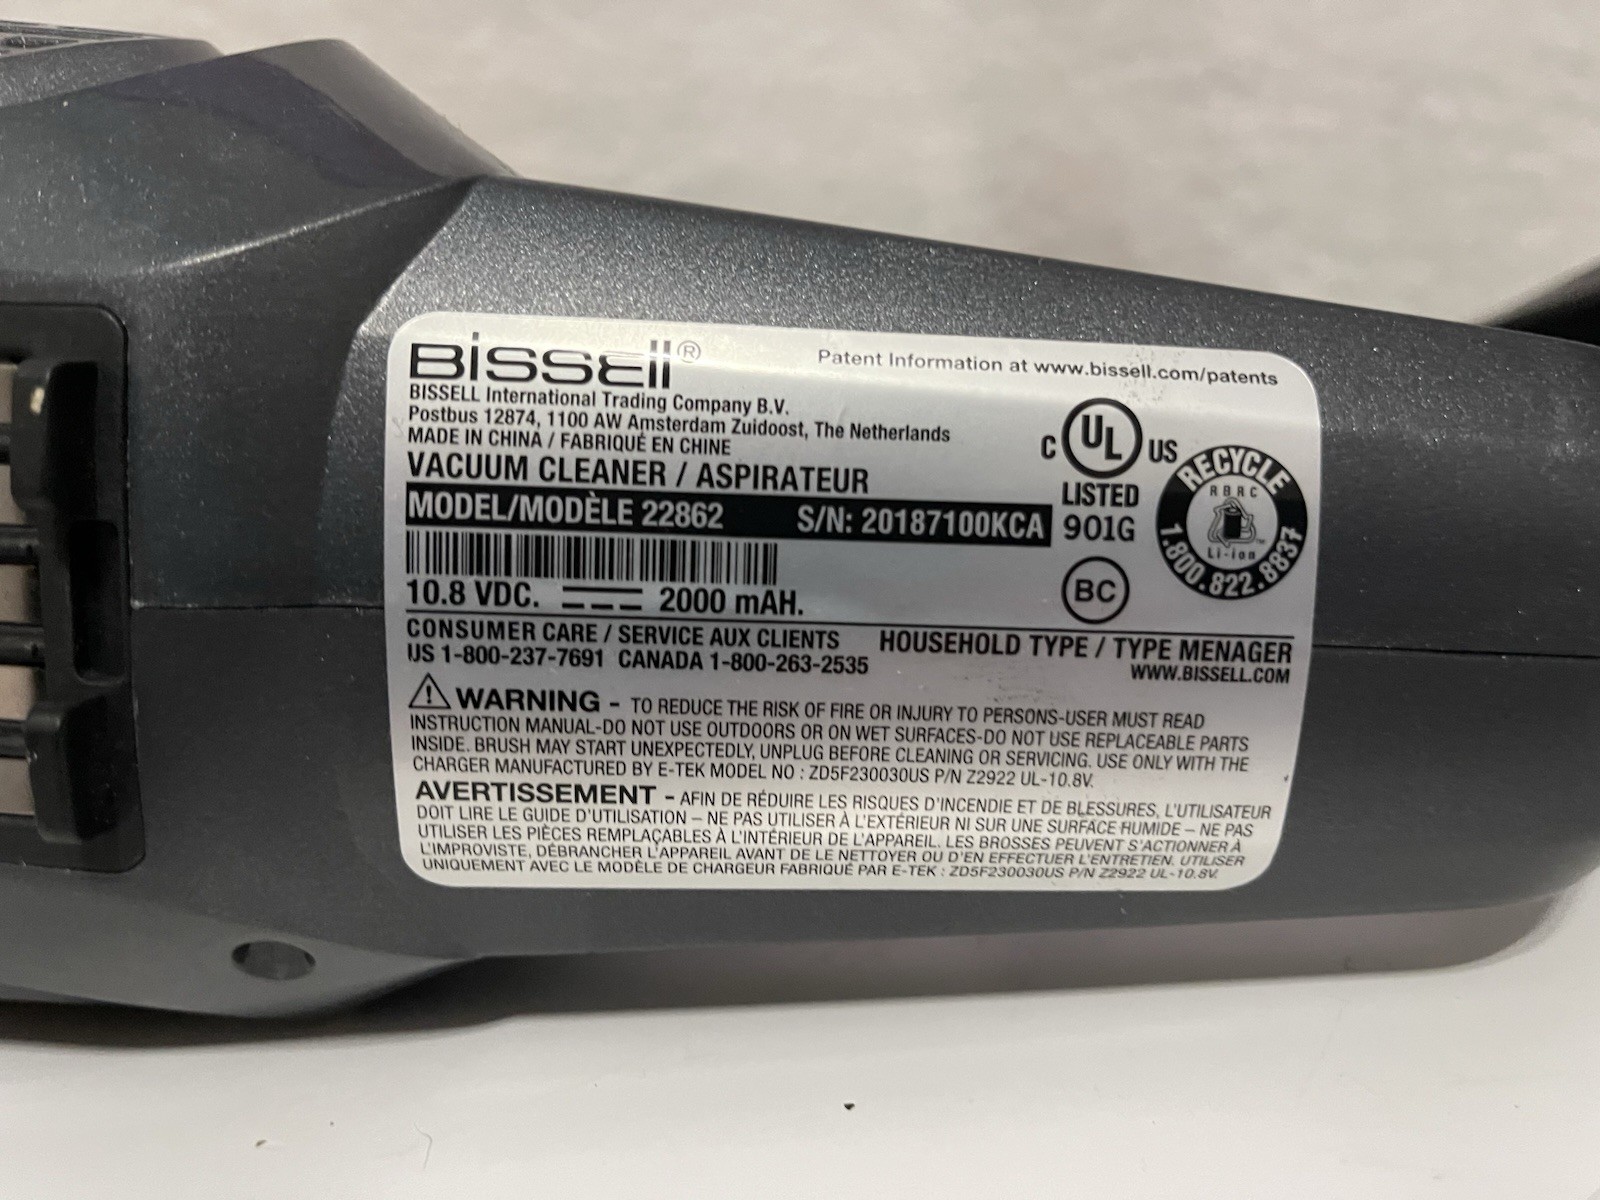 BISSELL®
Patent Information at www.bissell.com/patents
BISSELL International Trading Company B.V.
Postbus 12874, 1100 AW Amsterdam Zuidoost, The Netherlands
MADE IN CHINA / FABRIQUÉ EN CHINE
VACUUM CLEANER / ASPIRATEUR
MODEL/MODÈLE 22862 S/N: 20187100KCA
10.8 VDC. 2000 mAH.
C UL US
LISTED
901G
BC
RECYCLE
RBRC
Li-ion
1.800.822.8837
CONSUMER CARE / SERVICE AUX CLIENTS
US 1-800-237-7691 CANADA 1-800-263-2535
HOUSEHOLD TYPE / TYPE MENAGER
WWW.BISSELL.COM
WARNING – TO REDUCE THE RISK OF FIRE OR INJURY TO PERSONS-USER MUST READ
INSTRUCTION MANUAL-DO NOT USE OUTDOORS OR ON WET SURFACES-DO NOT USE REPLACEABLE PARTS
INSIDE. BRUSH MAY START UNEXPECTEDLY, UNPLUG BEFORE CLEANING OR SERVICING. USE ONLY WITH THE
CHARGER MANUFACTURED BY E-TEK MODEL NO : ZD5F230030US P/N Z2922 UL-10.8V.
AVERTISSEMENT – AFIN DE RÉDUIRE LES RISQUES D'INCENDIE ET DE BLESSURES, L'UTILISATEUR
DOIT LIRE LE GUIDE D'UTILISATION – NE PAS UTILISER À L'EXTÉRIEUR NI SUR UNE SURFACE HUMIDE – NE PAS
UTILISER LES PIÈCES REMPLAÇABLES À L'INTÉRIEUR DE L'APPAREIL. LES BROSSES PEUVENT S'ACTIONNER À
L'IMPROVISTE, DÉBRANCHER L'APPAREIL AVANT DE LE NETTOYER OU D'EN EFFECTUER L'ENTRETIEN. UTILISER
UNIQUEMENT AVEC LE MODÈLE DE CHARGEUR FABRIQUÉ PAR E-TEK : ZD5F230030US P/N Z2922 UL-10.8V.